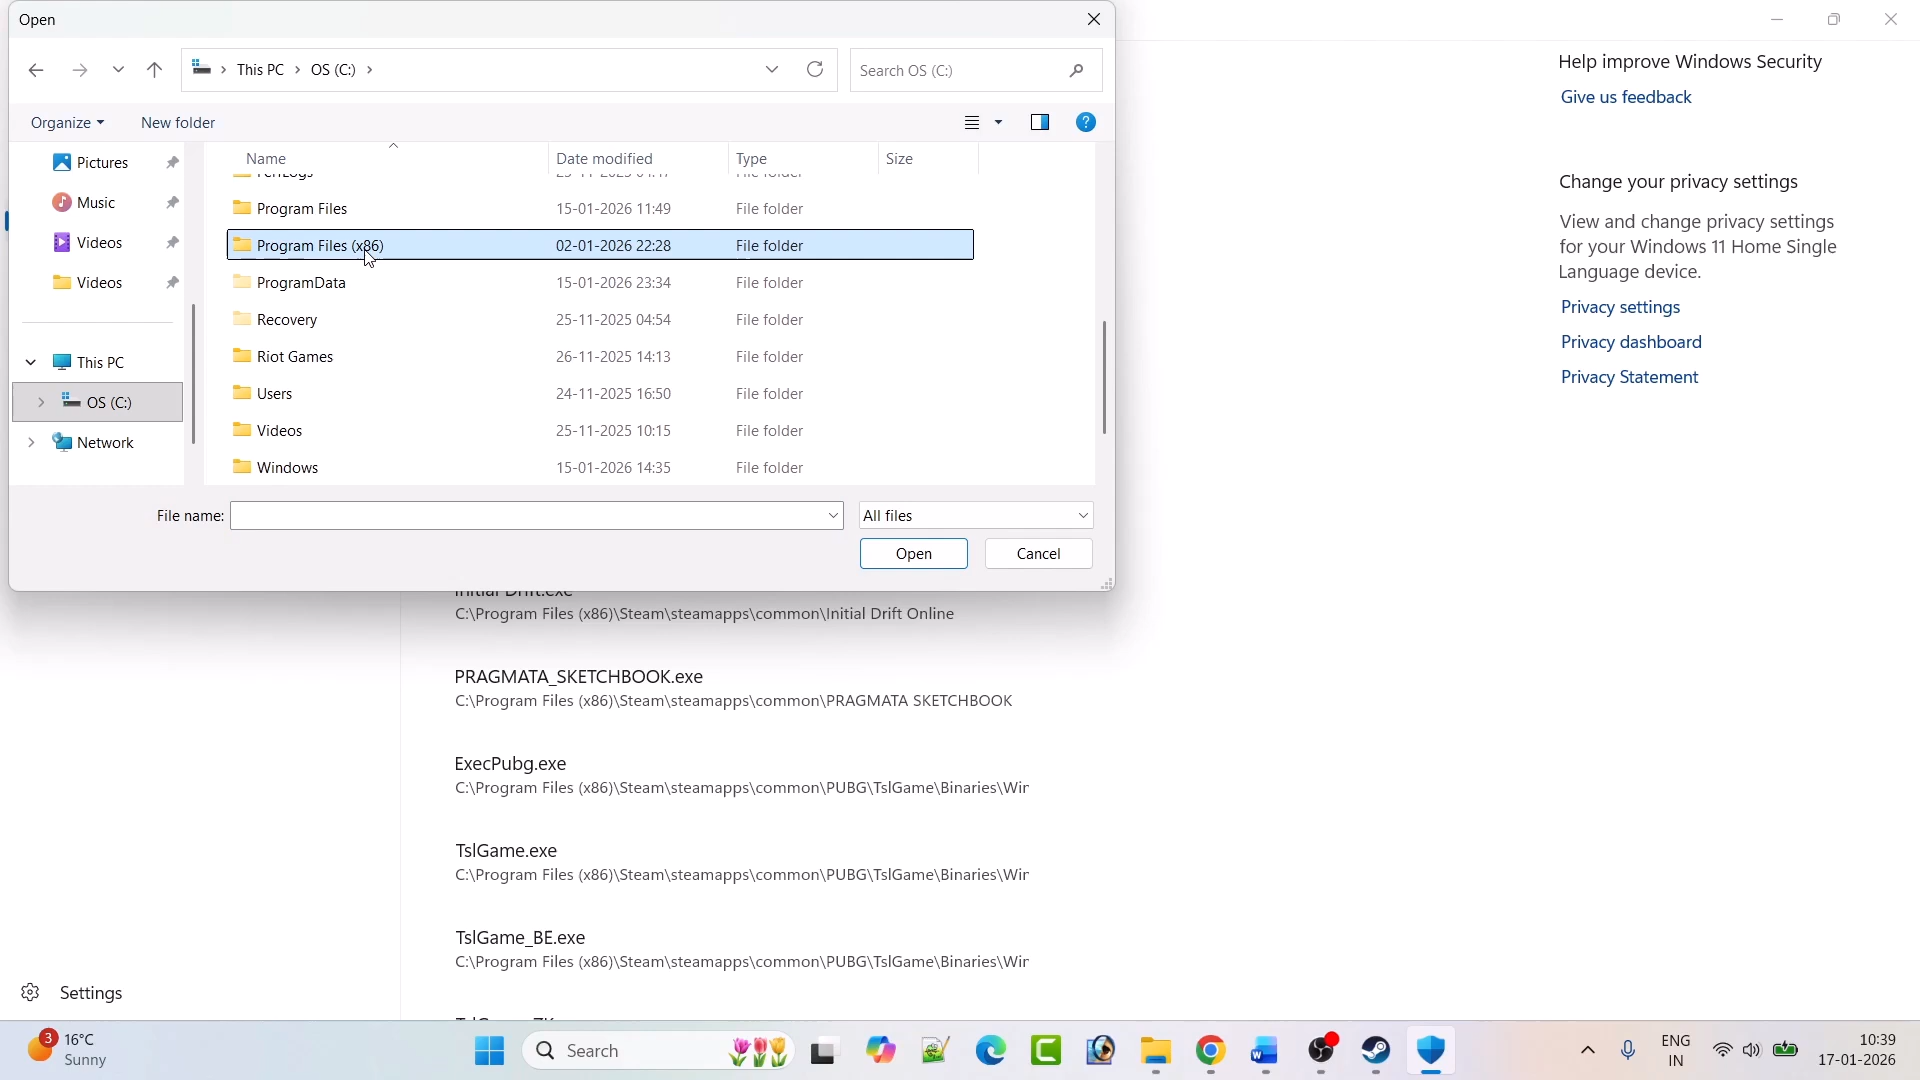 Open
This PC > OS (C:) >
Search OS (C:)
Organize
New folder
Pictures
Music
Videos
Videos
This PC
OS (C:)
Network
Name
Date modified
Type
Size
Program Files
15-01-2026 11:49
File folder
Program Files (x86)
02-01-2026 22:28
File folder
ProgramData
15-01-2026 23:34
File folder
Recovery
25-11-2025 04:54
File folder
Riot Games
26-11-2025 14:13
File folder
Users
24-11-2025 16:50
File folder
Videos
25-11-2025 10:15
File folder
Windows
15-01-2026 14:35
File folder
File name:
All files
Open
Cancel
Help improve Windows Security
Give us feedback
Change your privacy settings
View and change privacy settings
for your Windows 11 Home Single
Language device.
Privacy settings
Privacy dashboard
Privacy Statement
C:\Program Files (x86)\Steam\steamapps\common\Initial Drift Online
PRAGMATA_SKETCHBOOK.exe
C:\Program Files (x86)\Steam\steamapps\common\PRAGMATA SKETCHBOOK
ExecPubg.exe
C:\Program Files (x86)\Steam\steamapps\common\PUBG\TslGame\Binaries\Wir
TslGame.exe
C:\Program Files (x86)\Steam\steamapps\common\PUBG\TslGame\Binaries\Wir
TslGame_BE.exe
C:\Program Files (x86)\Steam\steamapps\common\PUBG\TslGame\Binaries\Wir
Settings
3
16°C
Sunny
Search
ENG
IN
10:39
17-01-2026